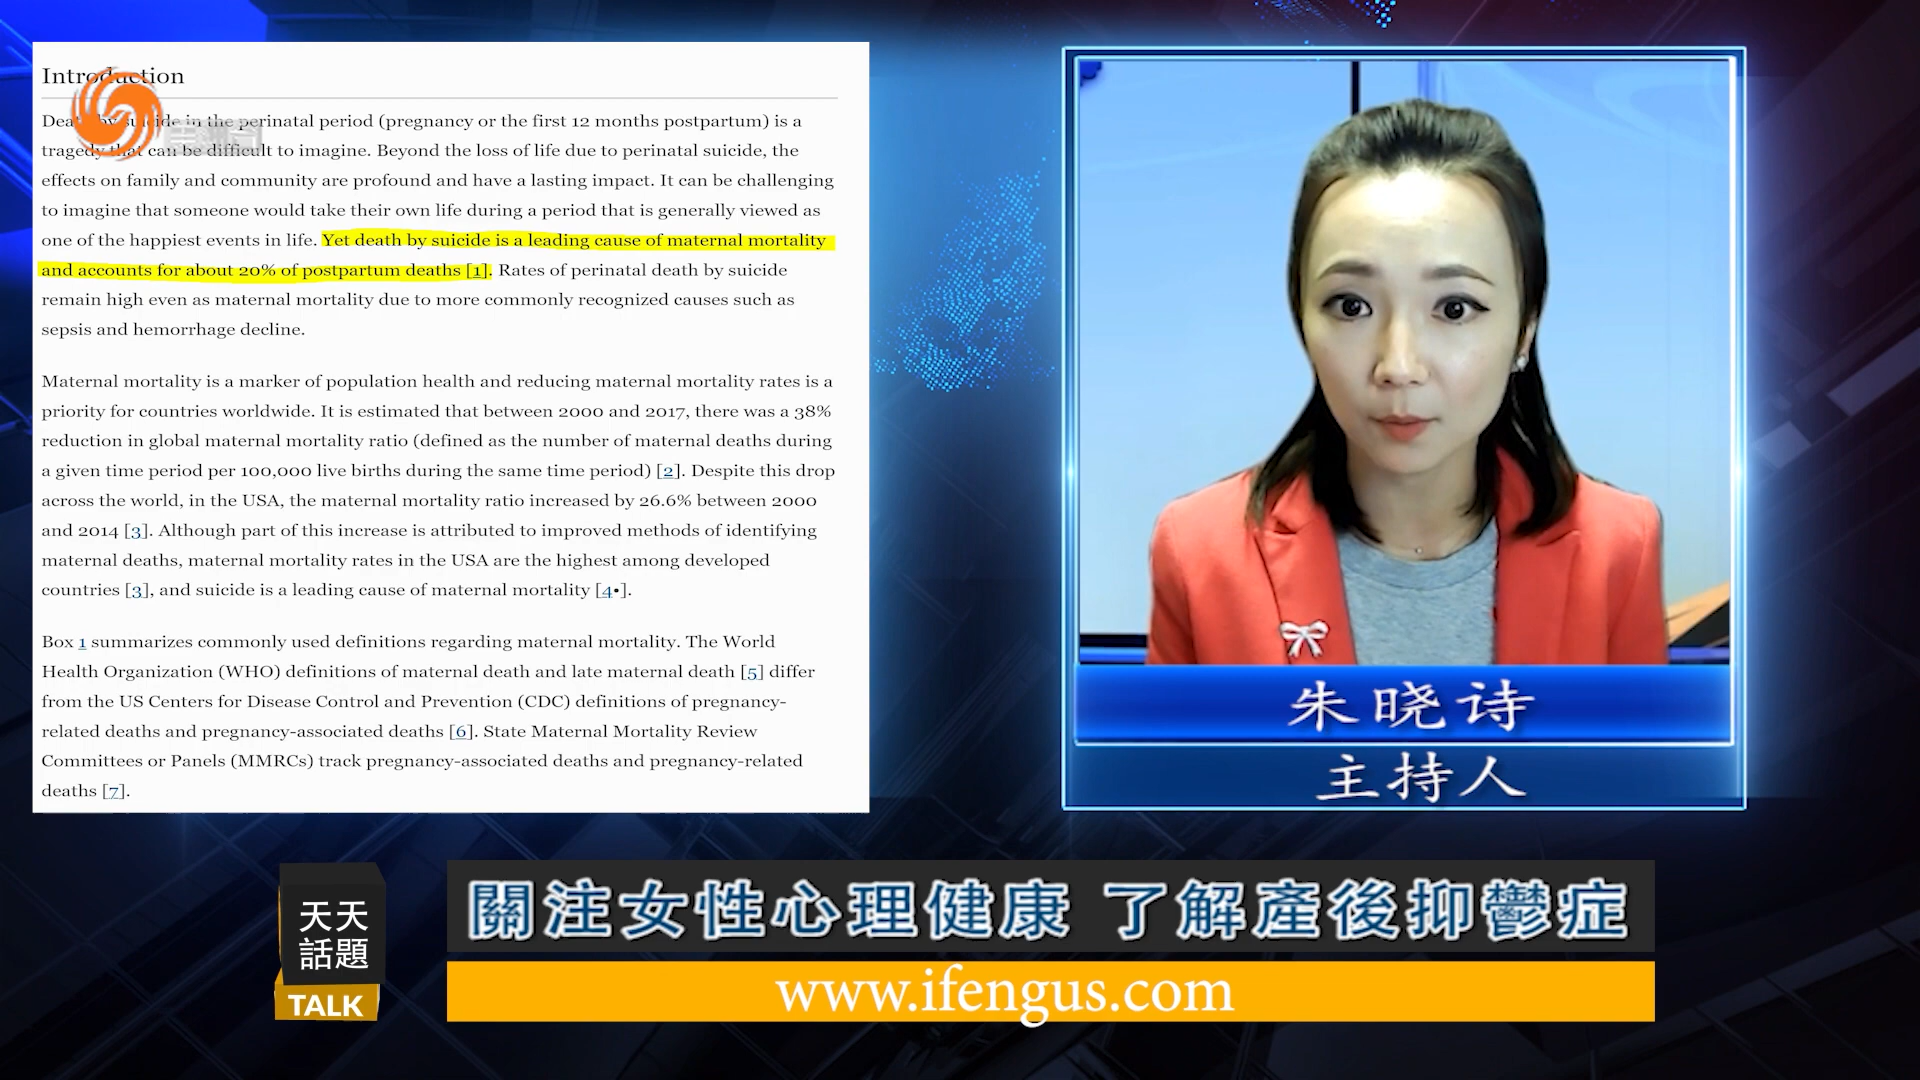 Introduction
Death by suicide in the perinatal period (pregnancy or the first 12 months postpartum) is a
tragedy that can be difficult to imagine. Beyond the loss of life due to perinatal suicide, the
effects on family and community are profound and have a lasting impact. It can be challenging
to imagine that someone would take their own life during a period that is generally viewed as
one of the happiest events in life. Yet death by suicide is a leading cause of maternal mortality
and accounts for about 20% of postpartum deaths [1]. Rates of perinatal death by suicide
remain high even as maternal mortality due to more commonly recognized causes such as
sepsis and hemorrhage decline.
Maternal mortality is a marker of population health and reducing maternal mortality rates is a
priority for countries worldwide. It is estimated that between 2000 and 2017, there was a 38%
reduction in global maternal mortality ratio (defined as the number of maternal deaths during
a given time period per 100,000 live births during the same time period) [2]. Despite this drop
across the world, in the USA, the maternal mortality ratio increased by 26.6% between 2000
and 2014 [3]. Although part of this increase is attributed to improved methods of identifying
maternal deaths, maternal mortality rates in the USA are the highest among developed
countries [3], and suicide is a leading cause of maternal mortality [4•].
Box 1 summarizes commonly used definitions regarding maternal mortality. The World
Health Organization (WHO) definitions of maternal death and late maternal death [5] differ
from the US Centers for Disease Control and Prevention (CDC) definitions of pregnancy-
related deaths and pregnancy-associated deaths [6]. State Maternal Mortality Review
Committees or Panels (MMRCs) track pregnancy-associated deaths and pregnancy-related
deaths [7].
朱晓诗
主持人
天天
話題
TALK
關注女性心理健康 了解產後抑鬱症
www.ifengus.com